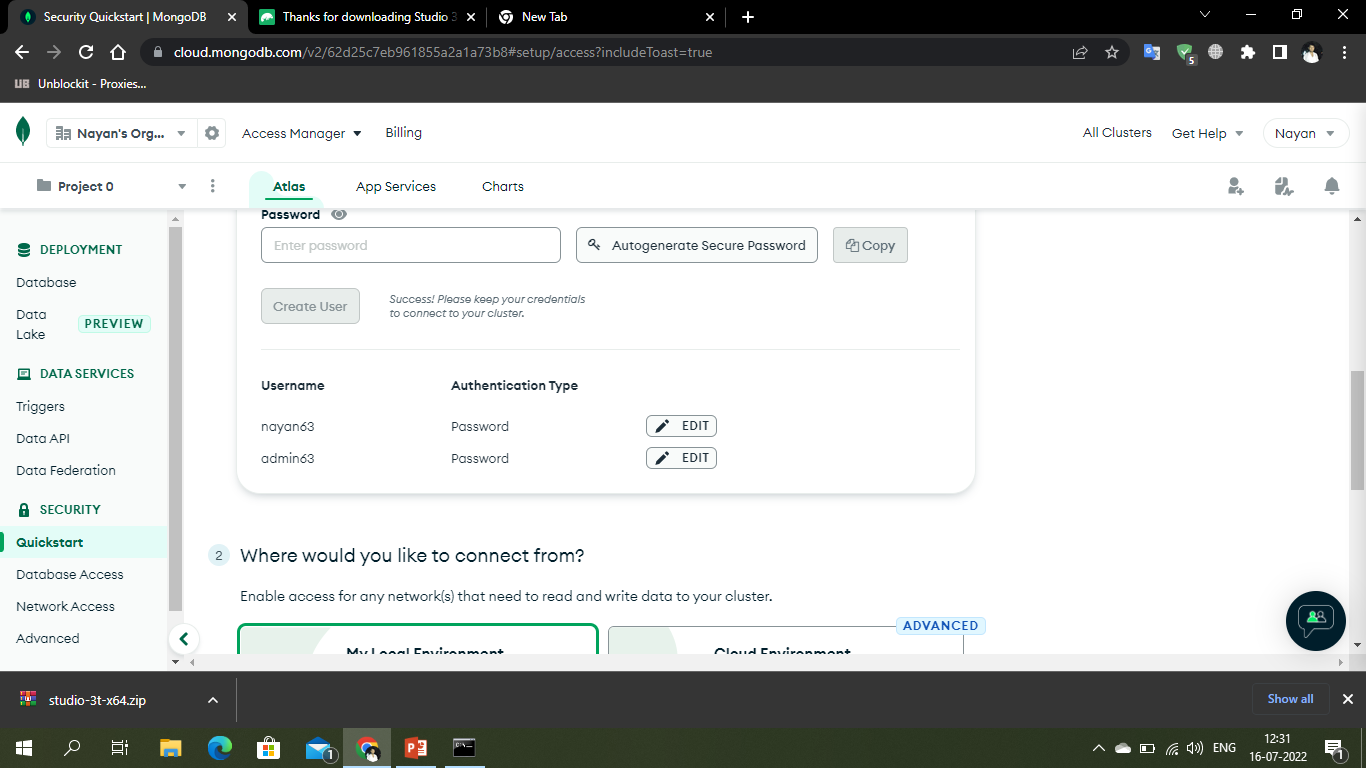 Security Quickstart | MongoDB
Thanks for downloading Studio 3
New Tab
cloud.mongodb.com/v2/62d25c7eb961855a2a1a73b8#setup/access?includeToast=true
5
UB Unblockit - Proxies...
Nayan's Org...
Access Manager
Billing
All Clusters
Get Help
Nayan
Project 0
Atlas
App Services
Charts
DEPLOYMENT
Database
Data
Lake
PREVIEW
DATA SERVICES
Triggers
Data API
Data Federation
SECURITY
Quickstart
Database Access
Network Access
Advanced
Password
Enter password
Autogenerate Secure Password
Copy
Create User
Success! Please keep your credentials
to connect to your cluster.
Username Authentication Type
nayan63 Password EDIT
admin63 Password EDIT
2 Where would you like to connect from?
Enable access for any network(s) that need to read and write data to your cluster.
ADVANCED
My Local Environment
Cloud Environment
studio-3t-x64.zip
Show all
1
ENG
12:31
16-07-2022
1